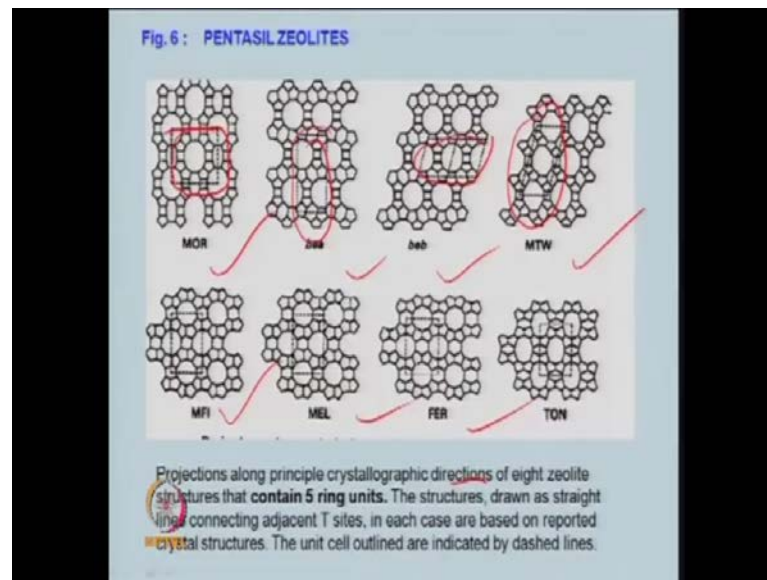 Fig. 6 : PENTASIL ZEOLITES
MOR bea beb MTW
MFI MEL FER TON
Projections along principle crystallographic directions of eight zeolite
structures that contain 5 ring units. The structures, drawn as straight
lines connecting adjacent T sites, in each case are based on reported
crystal structures. The unit cell outlined are indicated by dashed lines.